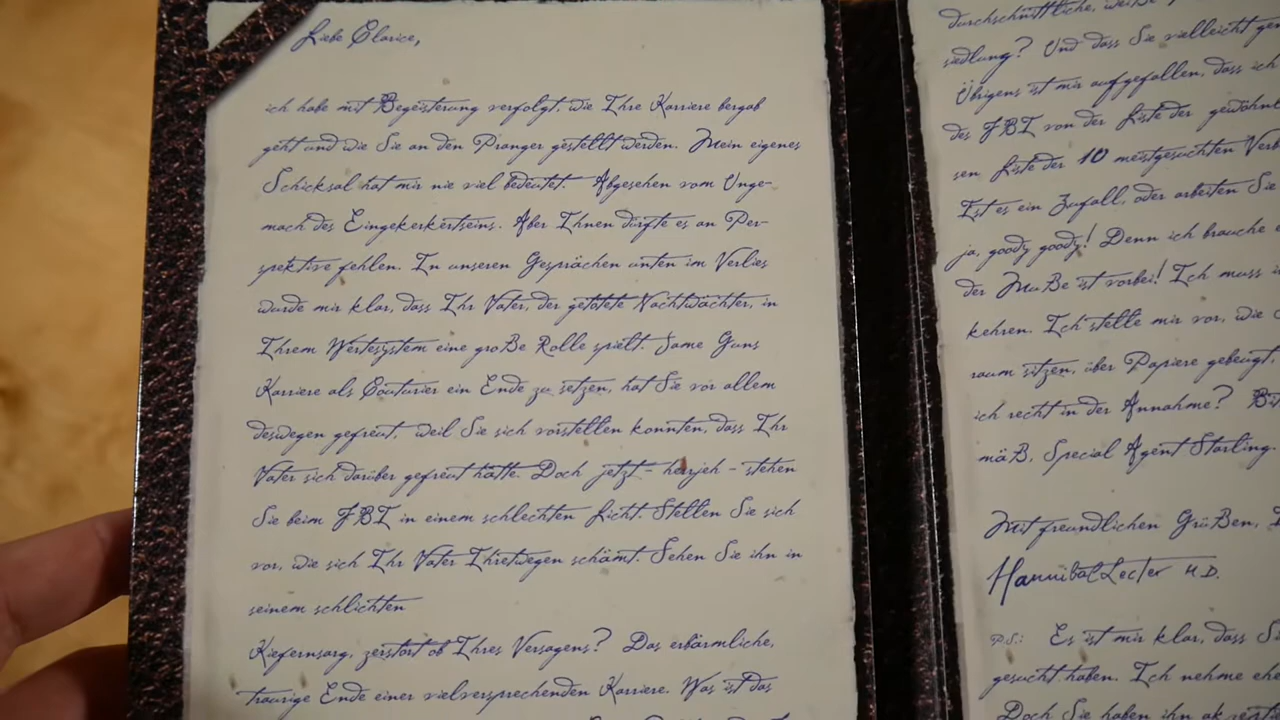 Liebe Clarice,
ich habe mit Begeisterung verfolgt, wie Ihre Karriere bergab
geht und wie Sie an den Pranger gestellt werden. Mein eigenes
Schicksal hat mir nie viel bedeutet. Abgesehen vom Unge-
mach des Eingekerkertseins. Aber Ihnen dürfte es an Per-
spektive fehlen. In unseren Gesprächen unten im Verlies
wurde mir klar, dass Ihr Vater, der getötete Nachtwächter, in
Ihrem Wertesystem eine große Rolle spielt. Jame Gums
Karriere als Couturier ein Ende zu setzen, hat Sie vor allem
deswegen gefreut, weil Sie sich vorstellen konnten, dass Ihr
Vater sich darüber gefreut hätte. Doch jetzt - herrjeh - stehen
Sie beim FBI in einem schlechten Licht. Stellen Sie sich
vor, wie sich Ihr Vater Ihretwegen schämt. Sehen Sie ihn in
seinem schlichten
Kiefernsarg, zerstört ob Ihres Versagens? Das erbärmliche,
traurige Ende einer vielversprechenden Karriere. Was ist das
durchschnittliche, weiße
siedlung? Und dass Sie vielleicht
Übrigens ist mir aufgefallen, dass ich
des FBI von der Liste der
sen Liste der 10 meistgesuchten
Ist es ein Zufall, oder arbeiten Sie
ja, goody goody! Denn ich brauche
der Muße ist vorbei! Ich muss
kehren. Ich stelle mir vor, wie
raum sitzen, über Papiere gebeugt,
ich recht in der Annahme?
mäß, Special Agent Starling.
Mit freundlichen Grüßen,
Hannibal Lecter M.D.
P.S.: Es ist mir klar, dass
gesucht haben. Ich nehme
Doch Sie haben ihn